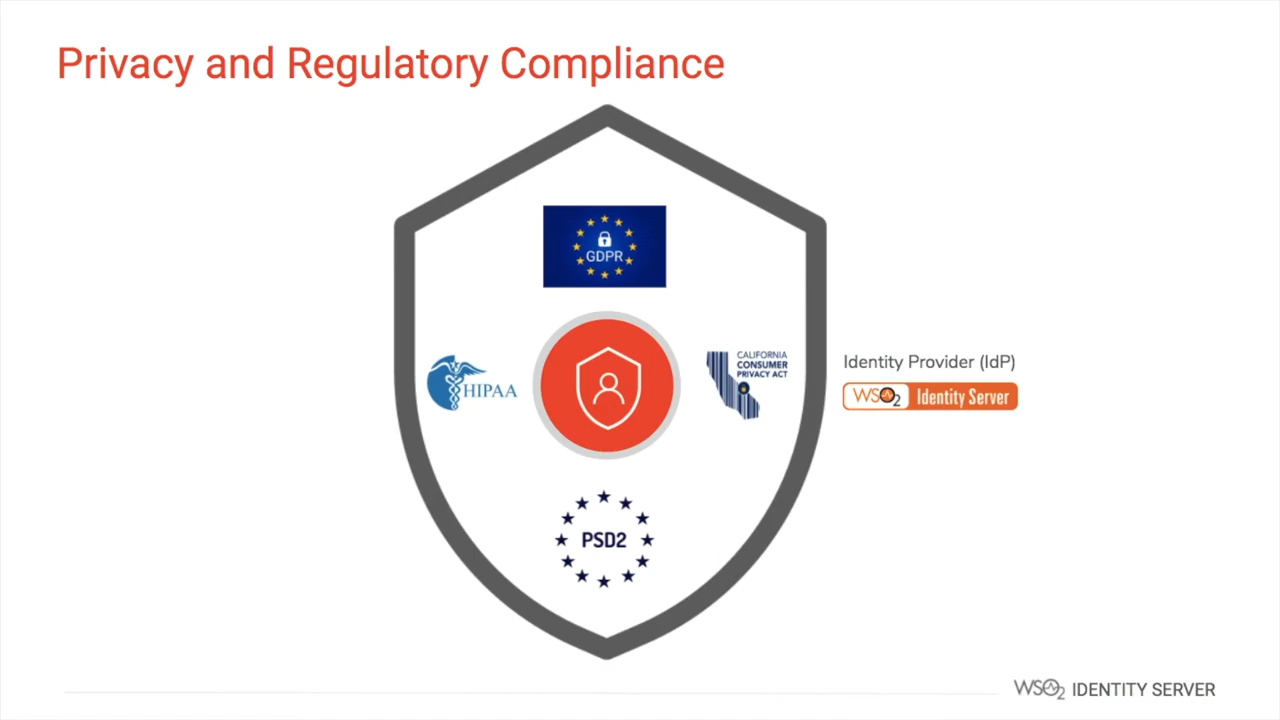 Privacy and Regulatory Compliance
GDPR
HIPAA
CALIFORNIA
CONSUMER
PRIVACY ACT
Identity Provider (IdP)
WSO2 Identity Server
PSD2
WSO2 IDENTITY SERVER